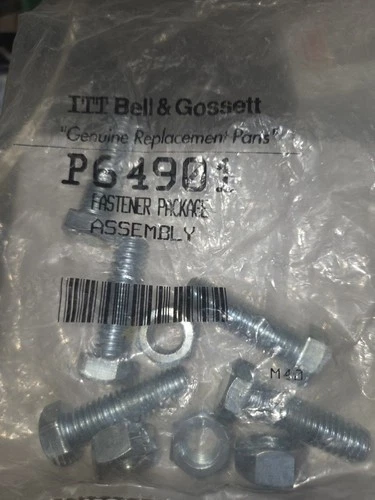 ITT Bell & Gossett
"Genuine Replacement Parts"
P64901
FASTENER PACKAGE
ASSEMBLY